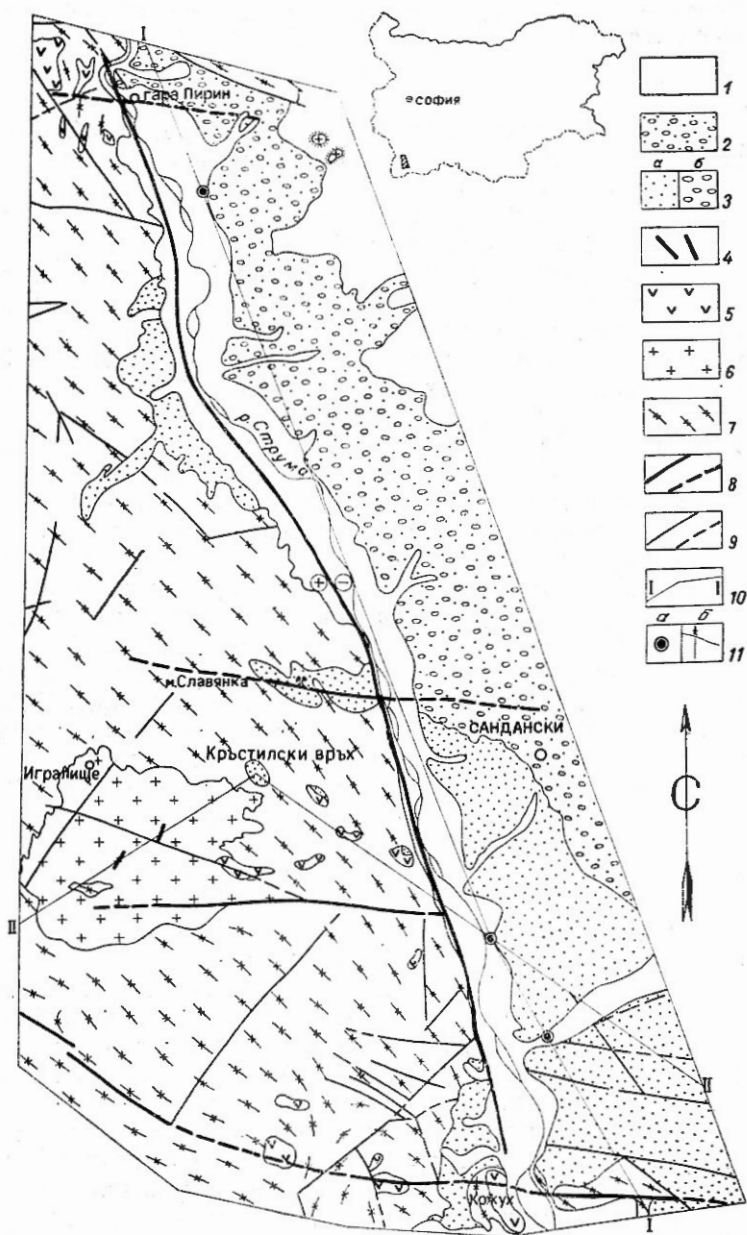 I
гара Пирин
София
1
2
а б
3
4
5
6
7
8
9
I I
10
а б
11
р. Струма
+ −
м. Славянка
САНДАНСКИ
Кръстилски връх
Игралище
С
II
II
Кожух
I